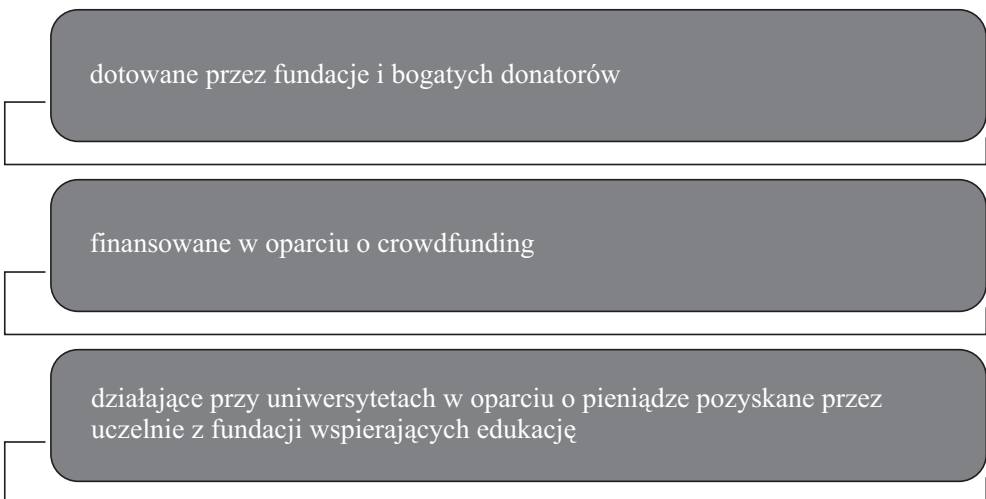 dotowane przez fundacje i bogatych donatorów
finansowane w oparciu o crowdfunding
działające przy uniwersytetach w oparciu o pieniądze pozyskane przez
uczelnie z fundacji wspierających edukację